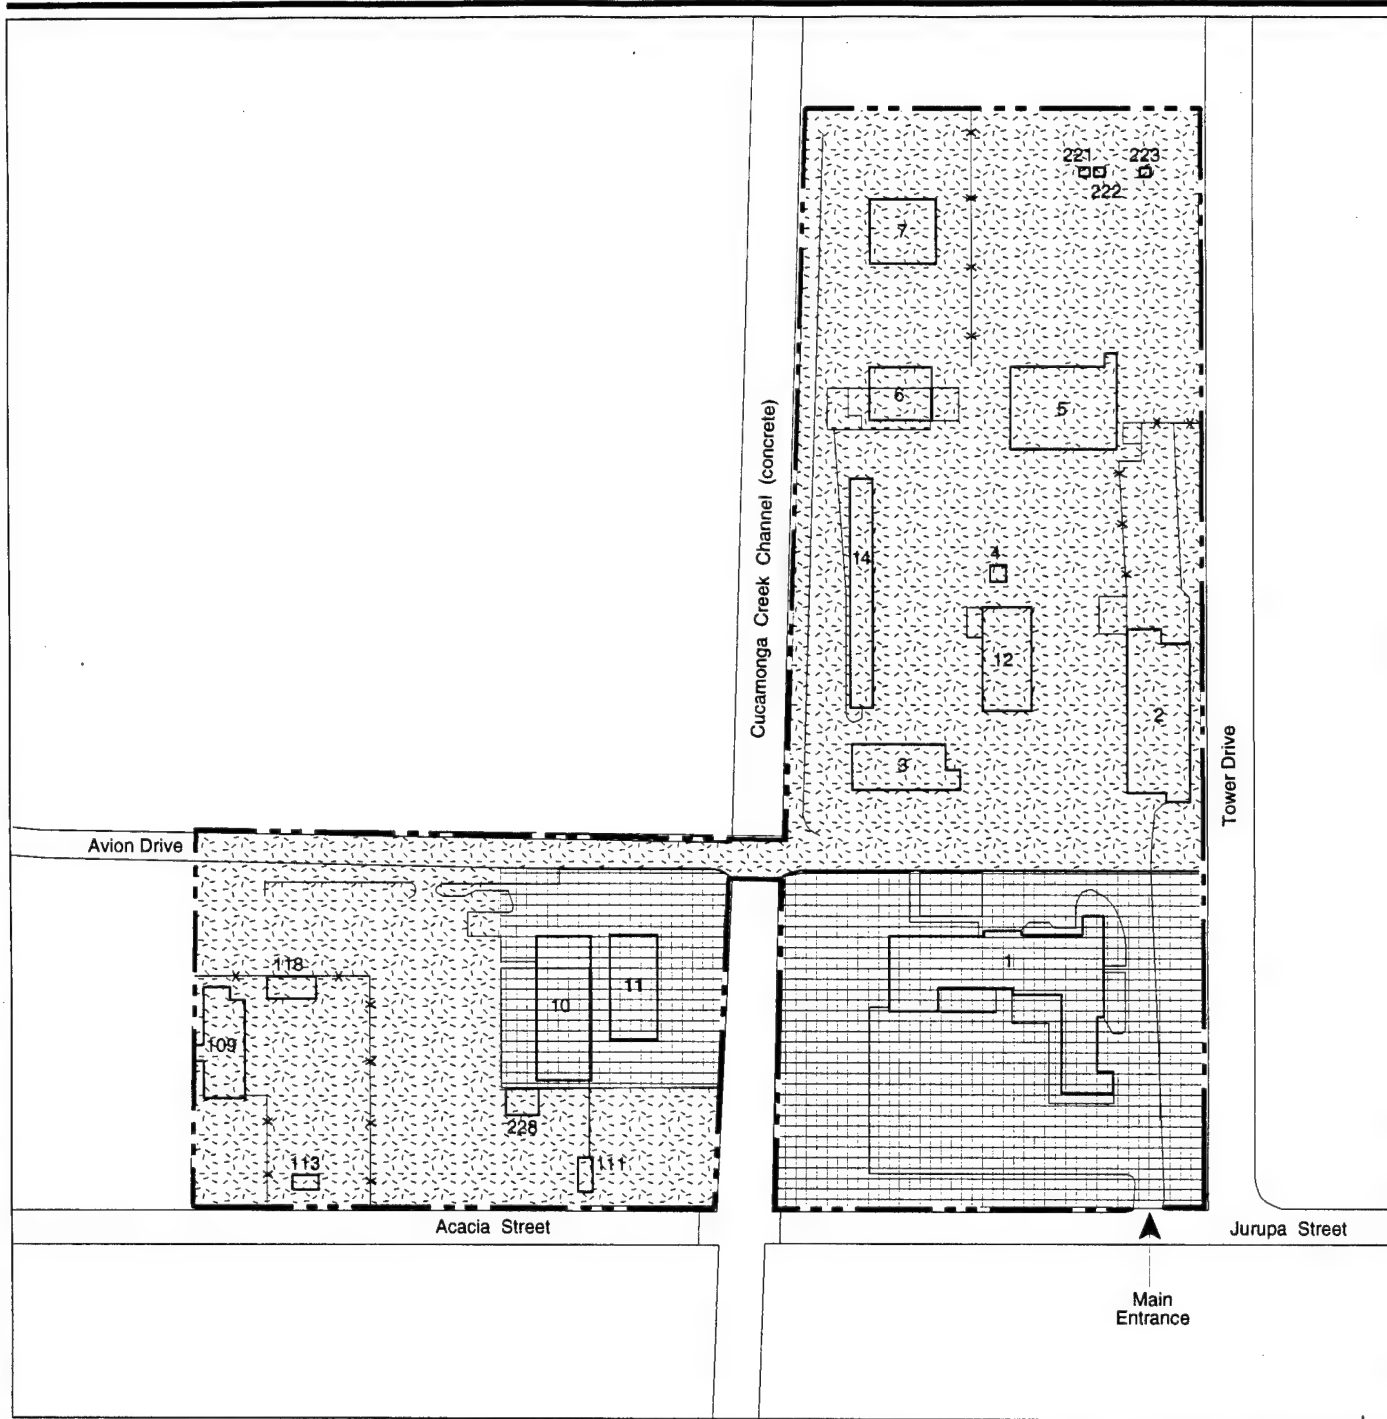 221
223
222
7
6
5
Cucamonga Creek Channel (concrete)
14
4
12
2
3
Tower Drive
Avion Drive
118
10
11
1
109
228
113
111
Acacia Street
Jurupa Street
Main
Entrance